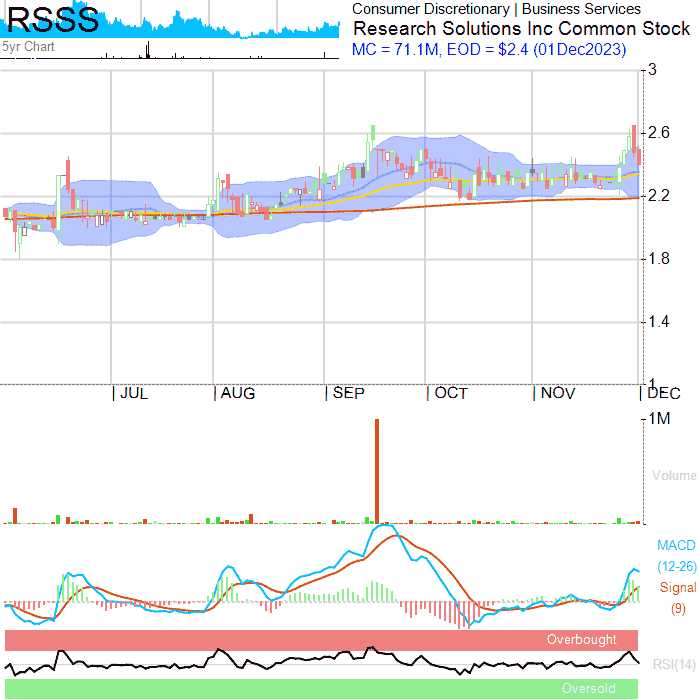 RSSS
Consumer Discretionary | Business Services
Research Solutions Inc Common Stock
5yr Chart
MC = 71.1M, EOD = $2.4 (01Dec2023)
3
2.6
2.2
1.8
1.4
1
JUL AUG SEP OCT NOV DEC
1M
Volume
MACD
(12-26)
Signal
(9)
Overbought
RSI(14)
Oversold